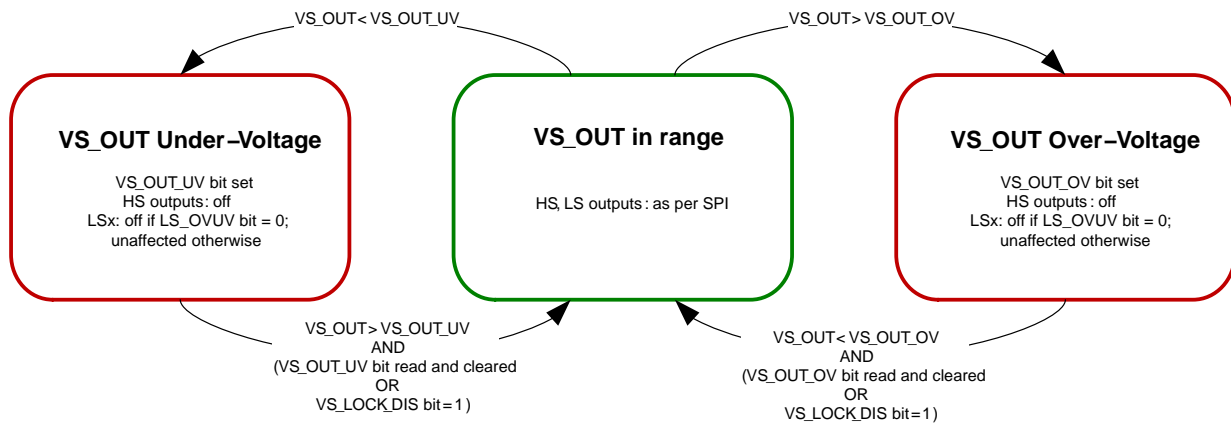 VS_OUT< VS_OUT_UV
VS_OUT> VS_OUT_OV
VS_OUT Under–Voltage
VS_OUT_UV bit set
HS outputs: off
LSx: off if LS_OVUV bit = 0;
unaffected otherwise
VS_OUT in range
HS, LS outputs: as per SPI
VS_OUT Over–Voltage
VS_OUT_OV bit set
HS outputs: off
LSx: off if LS_OVUV bit = 0;
unaffected otherwise
VS_OUT> VS_OUT_UV
AND
(VS_OUT_UV bit read and cleared
OR
VS_LOCK_DIS bit=1)
VS_OUT< VS_OUT_OV
AND
(VS_OUT_OV bit read and cleared
OR
VS_LOCK_DIS bit=1)